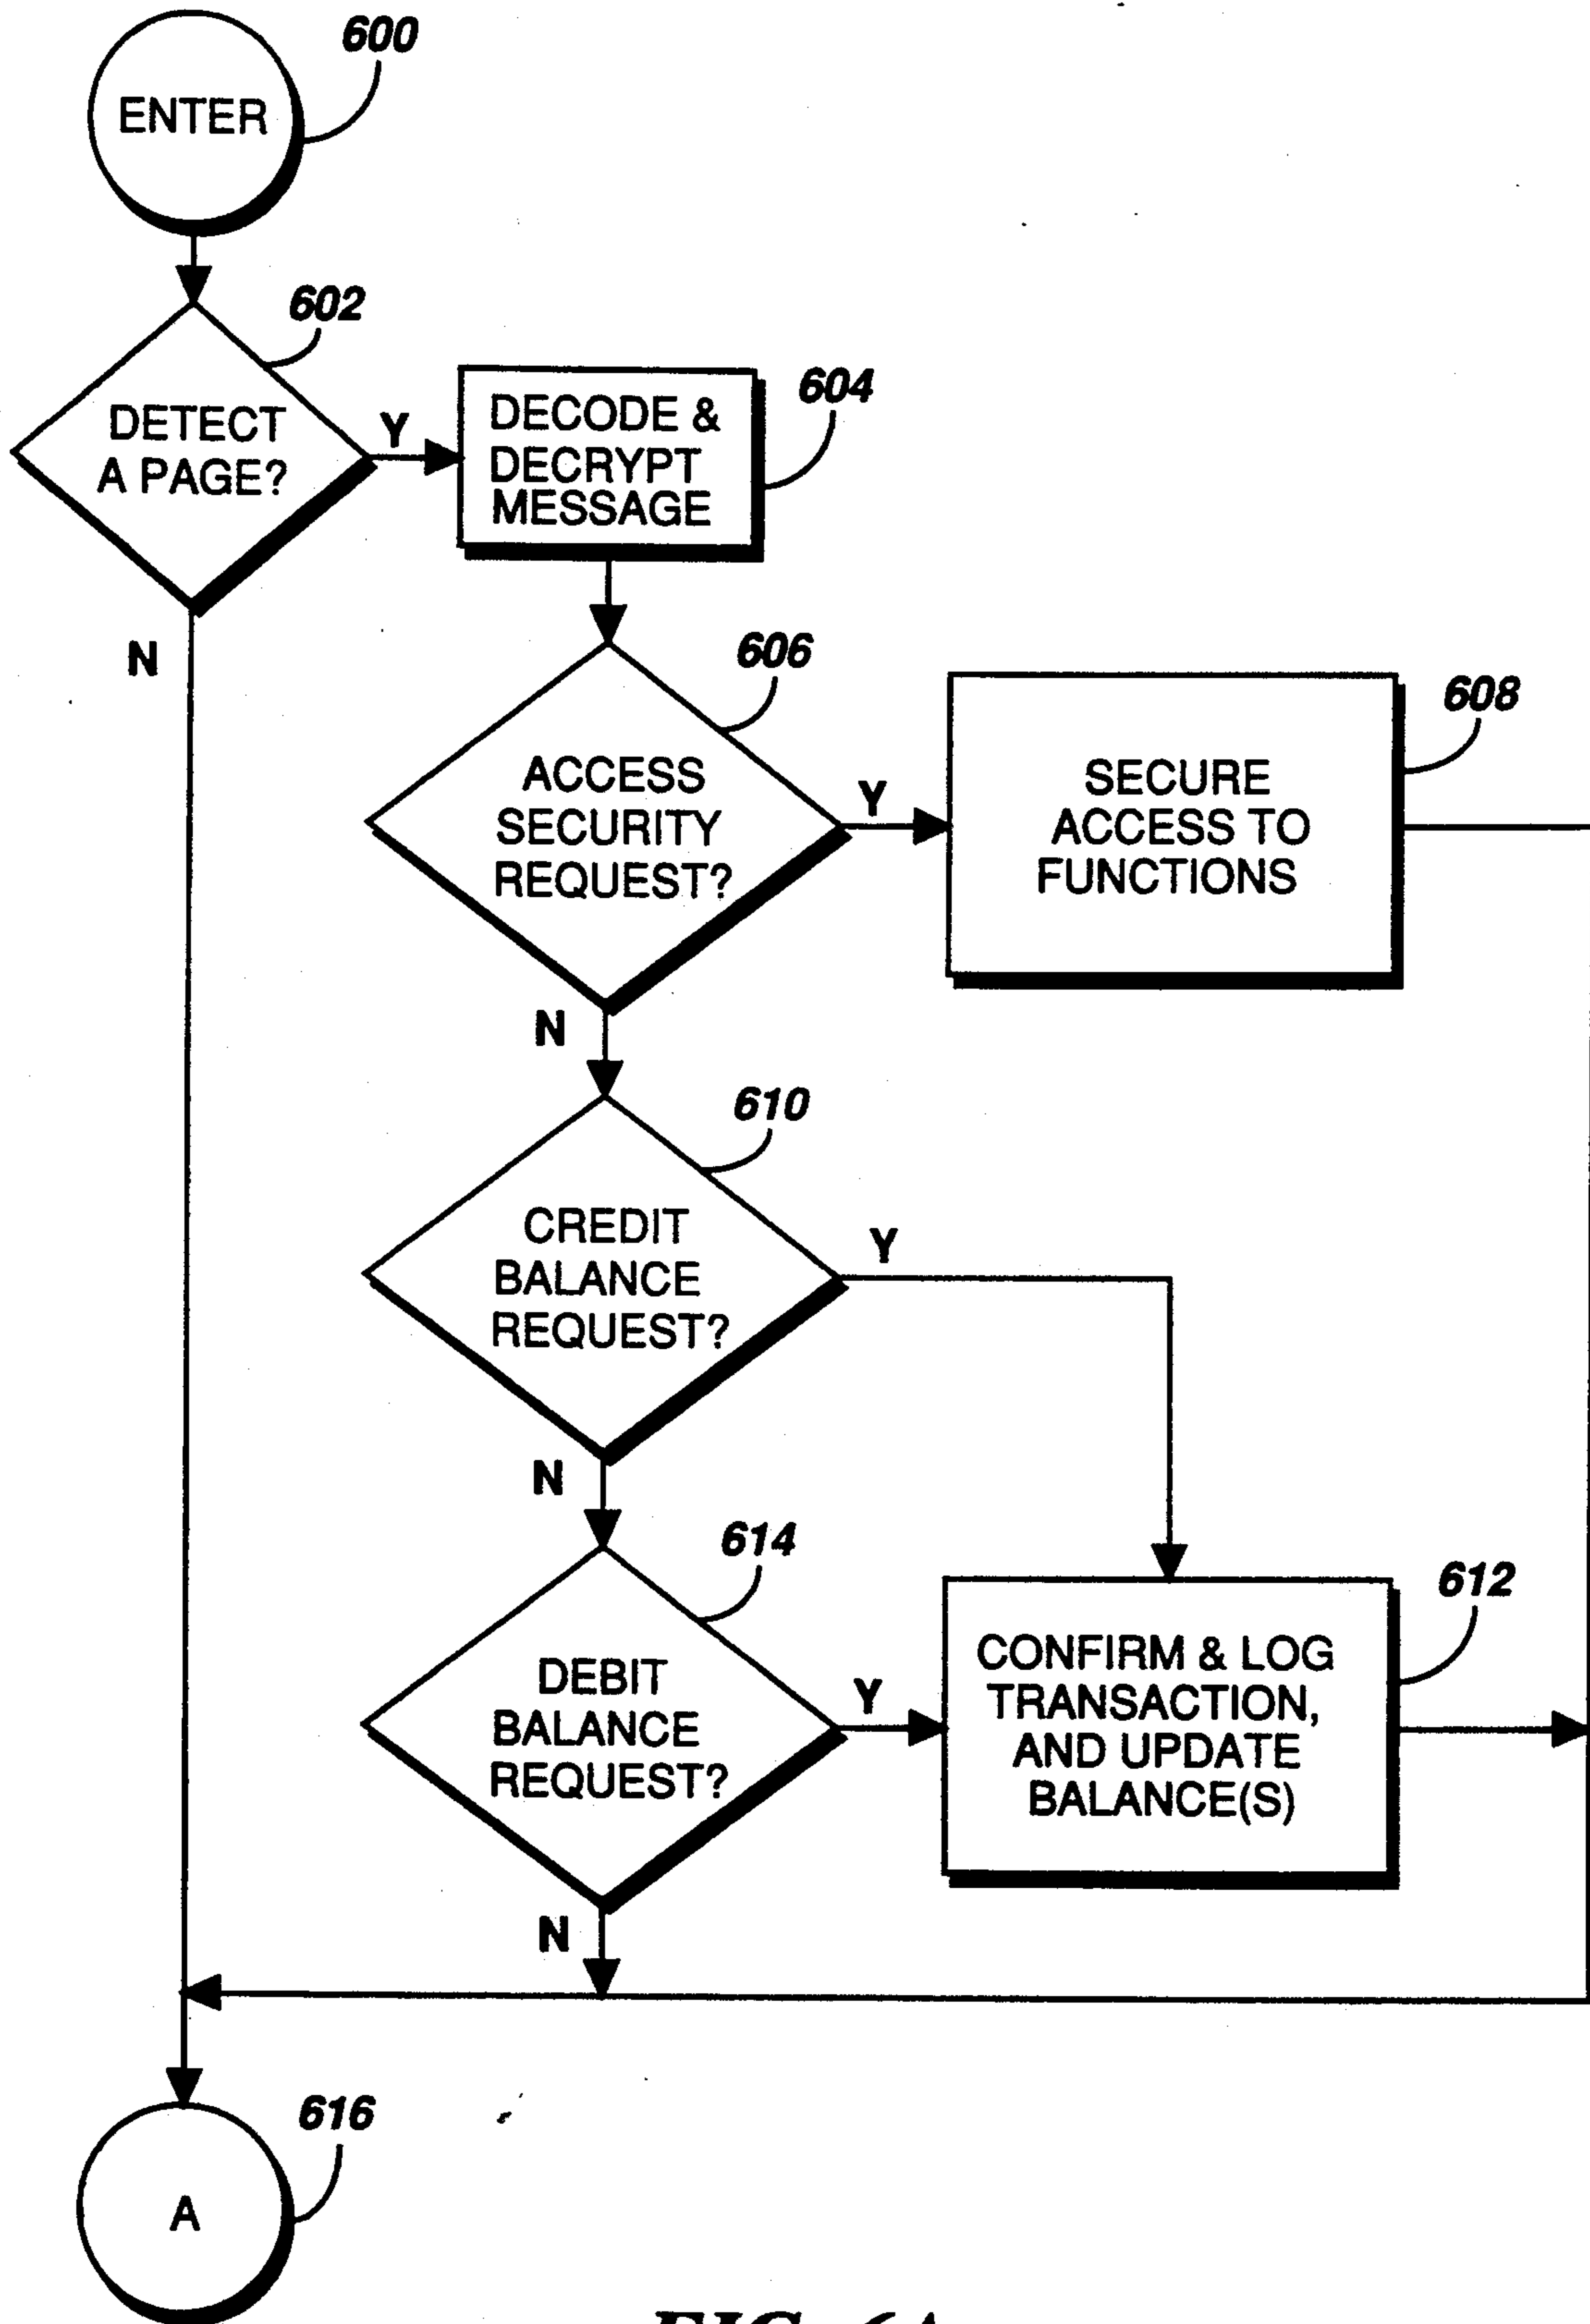 600
ENTER
602
DETECT
A PAGE?
Y
N
604
DECODE &
DECRYPT
MESSAGE
606
ACCESS
SECURITY
REQUEST?
Y
N
608
SECURE
ACCESS TO
FUNCTIONS
610
CREDIT
BALANCE
REQUEST?
Y
N
614
DEBIT
BALANCE
REQUEST?
Y
N
612
CONFIRM & LOG
TRANSACTION,
AND UPDATE
BALANCE(S)
616
A